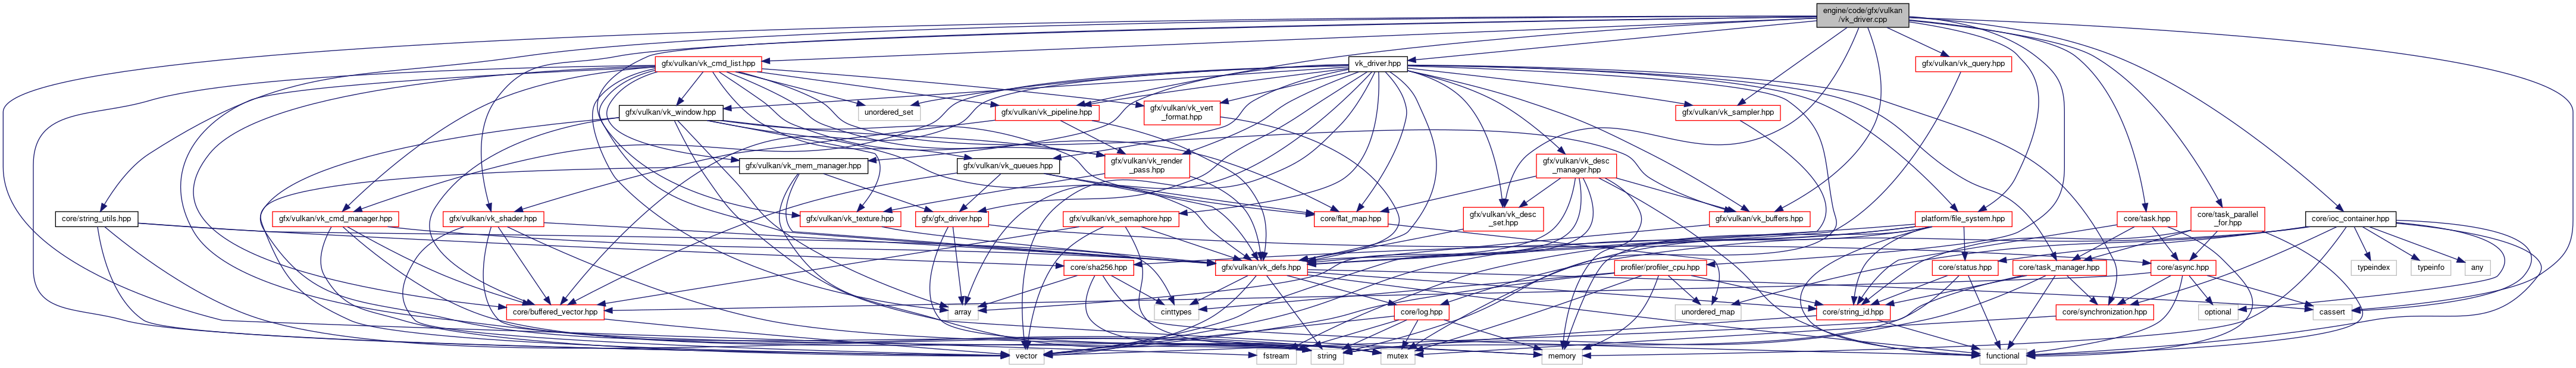 engine/code/gfx/vulkan
/vk_driver.cpp
gfx/vulkan/vk_cmd_list.hpp
vk_driver.hpp
gfx/vulkan/vk_query.hpp
gfx/vulkan/vk_window.hpp
unordered_set
gfx/vulkan/vk_pipeline.hpp
gfx/vulkan/vk_vert
_format.hpp
gfx/vulkan/vk_sampler.hpp
gfx/vulkan/vk_mem_manager.hpp
gfx/vulkan/vk_queues.hpp
gfx/vulkan/vk_render
_pass.hpp
gfx/vulkan/vk_desc
_manager.hpp
core/string_utils.hpp
gfx/vulkan/vk_cmd_manager.hpp
gfx/vulkan/vk_shader.hpp
gfx/vulkan/vk_texture.hpp
gfx/gfx_driver.hpp
gfx/vulkan/vk_semaphore.hpp
core/flat_map.hpp
gfx/vulkan/vk_desc
_set.hpp
gfx/vulkan/vk_buffers.hpp
platform/file_system.hpp
core/task.hpp
core/task_parallel
_for.hpp
core/ioc_container.hpp
core/sha256.hpp
gfx/vulkan/vk_defs.hpp
profiler/profiler_cpu.hpp
core/status.hpp
core/task_manager.hpp
core/async.hpp
typeindex
typeinfo
any
core/buffered_vector.hpp
array
cinttypes
core/log.hpp
unordered_map
core/string_id.hpp
core/synchronization.hpp
optional
cassert
vector
fstream
string
mutex
memory
functional